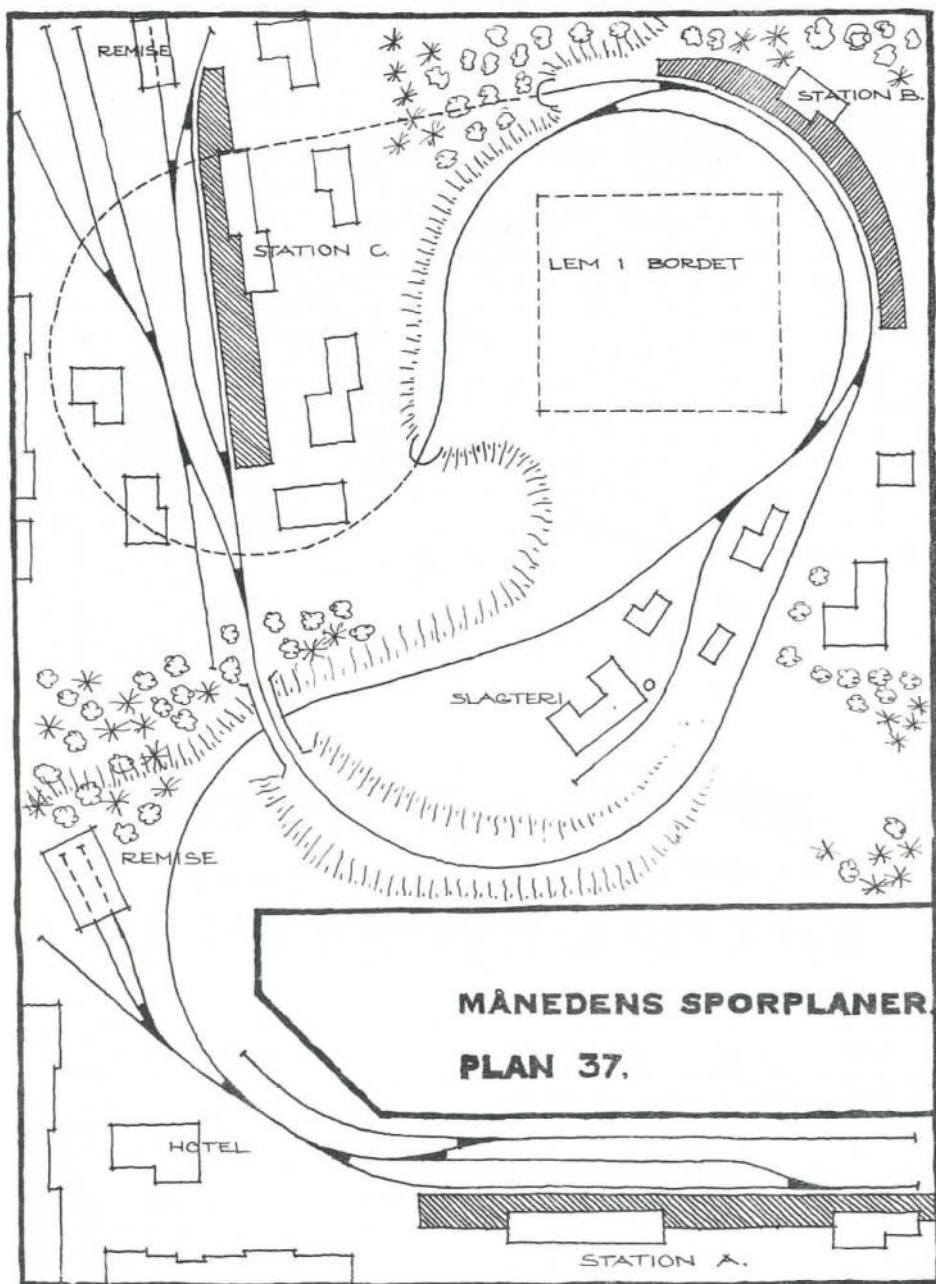 REMISE
STATION B.
STATION C.
LEM I BORDET
SLAGTERI
REMISE
MÅNEDENS SPORPLANER.
PLAN 37.
HOTEL
STATION A.